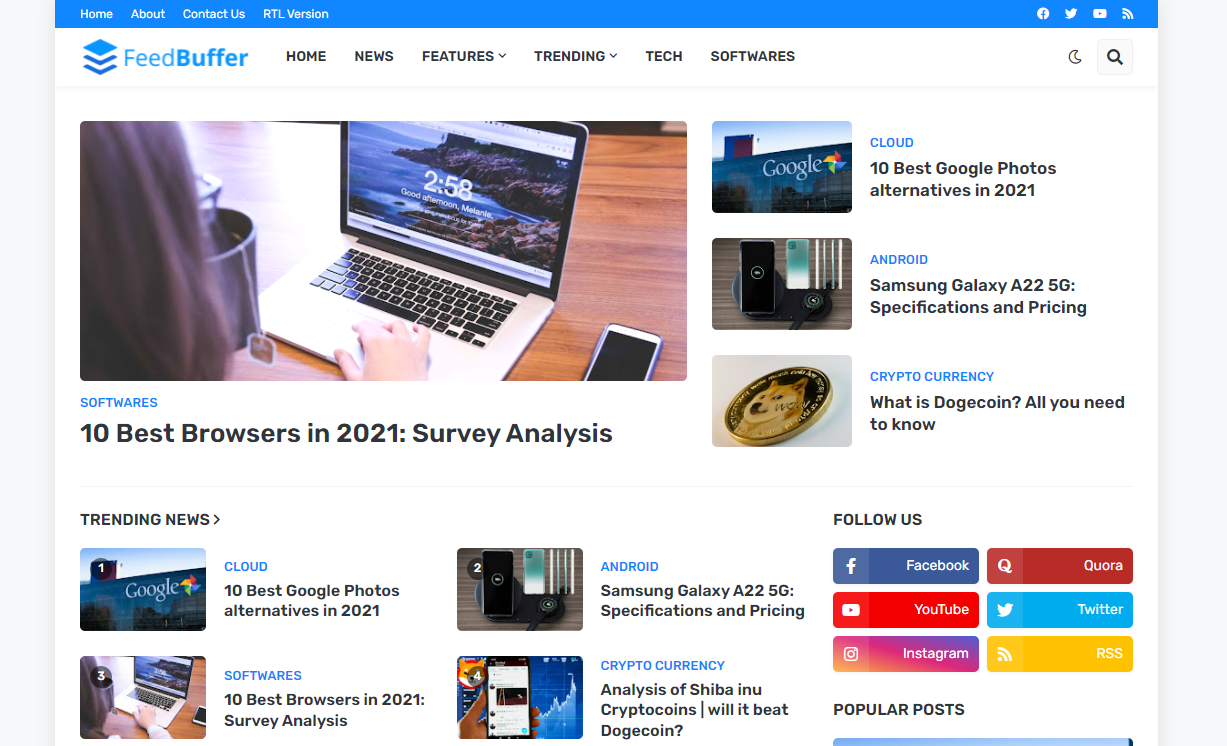 Home About Contact Us RTL Version
FeedBuffer HOME NEWS FEATURES TRENDING TECH SOFTWARES
2:58
Good afternoon, Melanie.
SOFTWARES
10 Best Browsers in 2021: Survey Analysis
Google
CLOUD
10 Best Google Photos
alternatives in 2021
ANDROID
Samsung Galaxy A22 5G:
Specifications and Pricing
WOW
CRYPTO CURRENCY
What is Dogecoin? All you need
to know
TRENDING NEWS
1
Google
CLOUD
10 Best Google Photos
alternatives in 2021
2
ANDROID
Samsung Galaxy A22 5G:
Specifications and Pricing
3
SOFTWARES
10 Best Browsers in 2021:
Survey Analysis
4
CRYPTO CURRENCY
Analysis of Shiba inu
Cryptocoins | will it beat
Dogecoin?
FOLLOW US
Facebook
Quora
YouTube
Twitter
Instagram
RSS
POPULAR POSTS